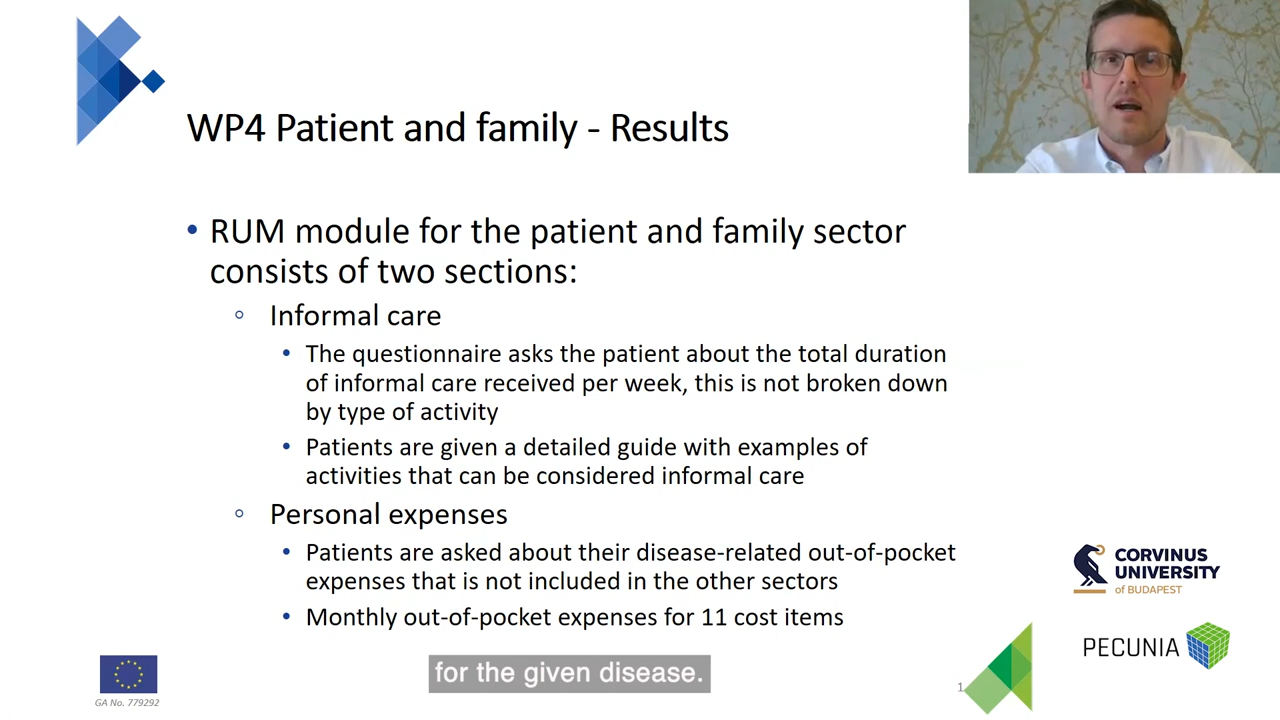 WP4 Patient and family - Results
• RUM module for the patient and family sector
consists of two sections:
◦ Informal care
• The questionnaire asks the patient about the total duration
of informal care received per week, this is not broken down
by type of activity
• Patients are given a detailed guide with examples of
activities that can be considered informal care
◦ Personal expenses
• Patients are asked about their disease-related out-of-pocket
expenses that is not included in the other sectors
• Monthly out-of-pocket expenses for 11 cost items
CORVINUS
UNIVERSITY
of BUDAPEST
PECUNIA
for the given disease.
GA No. 779292